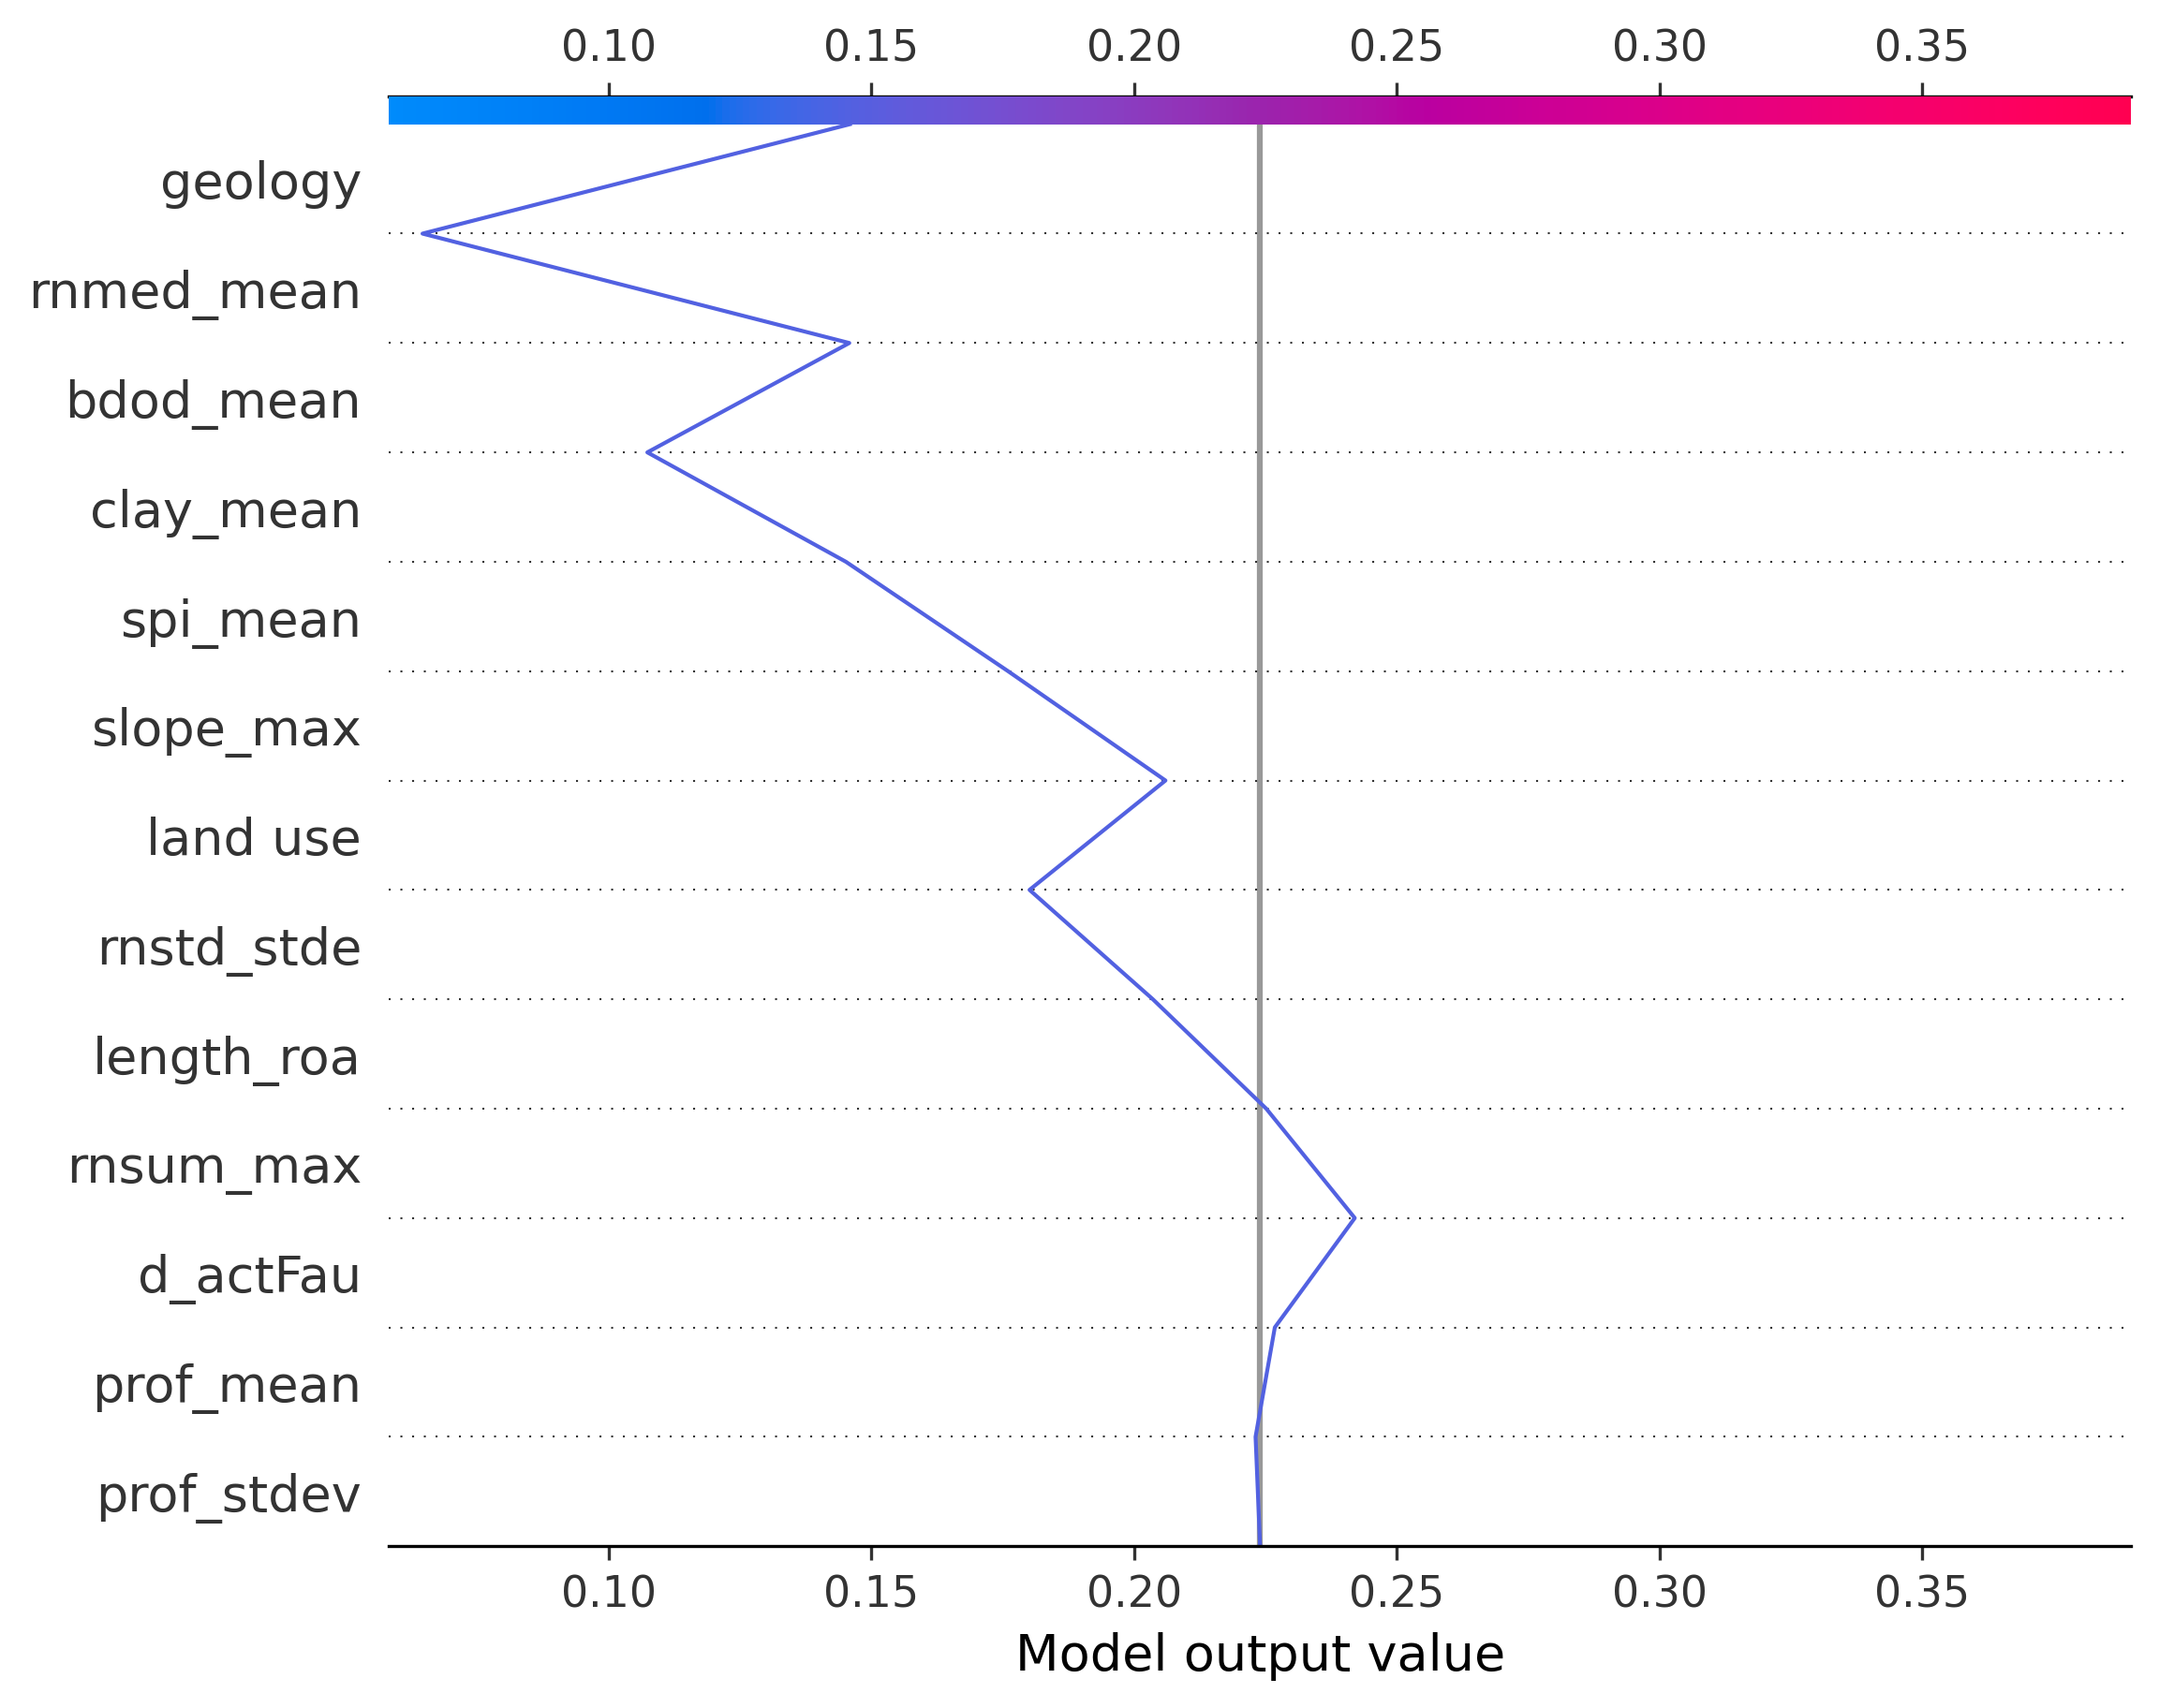 0.10 0.15 0.20 0.25 0.30 0.35
geology
rnmed_mean
bdod_mean
clay_mean
spi_mean
slope_max
land use
rnstd_stde
length_roa
rnsum_max
d_actFau
prof_mean
prof_stdev
0.10 0.15 0.20 0.25 0.30 0.35
Model output value